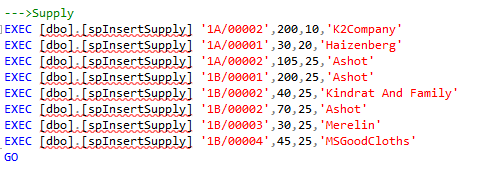 --->Supply
EXEC [dbo].[spInsertSupply] '1A/00002',200,10,'K2Company'
EXEC [dbo].[spInsertSupply] '1A/00001',30,20,'Haizenberg'
EXEC [dbo].[spInsertSupply] '1A/00002',105,25,'Ashot'
EXEC [dbo].[spInsertSupply] '1B/00001',200,25,'Ashot'
EXEC [dbo].[spInsertSupply] '1B/00002',40,25,'Kindrat And Family'
EXEC [dbo].[spInsertSupply] '1B/00002',70,25,'Ashot'
EXEC [dbo].[spInsertSupply] '1B/00003',30,25,'Merelin'
EXEC [dbo].[spInsertSupply] '1B/00004',45,25,'MSGoodCloths'
GO